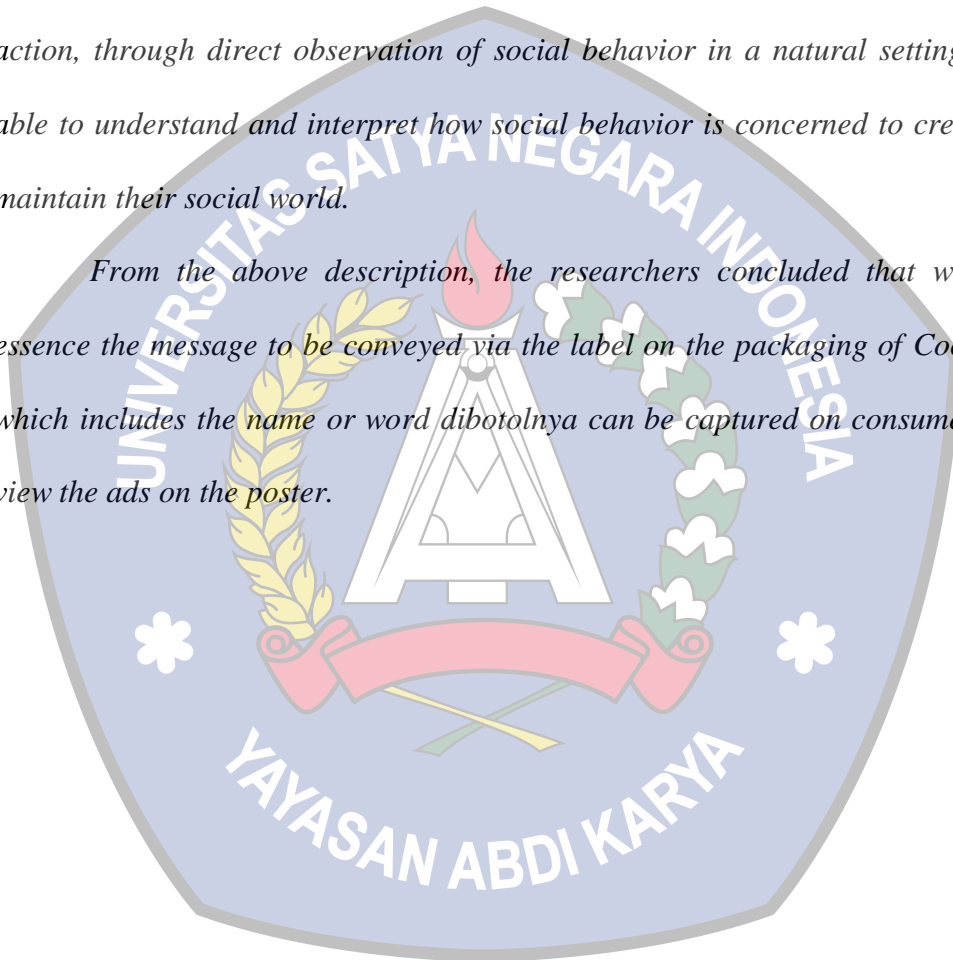 action, through direct observation of social behavior in a natural setting
able to understand and interpret how social behavior is concerned to cre
maintain their social world.
From the above description, the researchers concluded that w
essence the message to be conveyed via the label on the packaging of Coc
which includes the name or word dibotolnya can be captured on consume
view the ads on the poster.
UNIVERSITAS SATYA NEGARA INDONESIA
YAYASAN ABDI KARYA